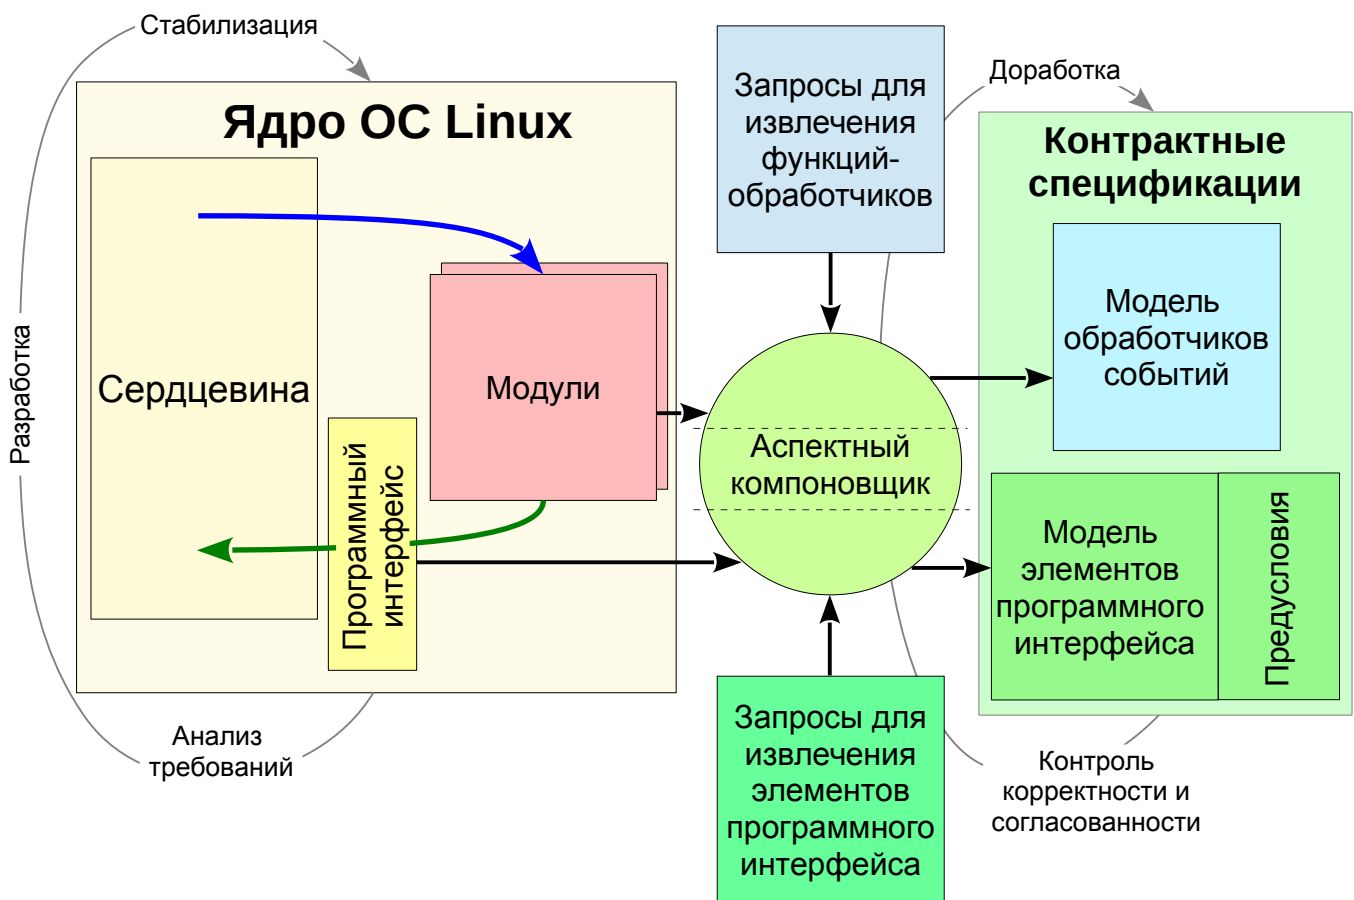 Стабилизация
Разработка
Анализ
требований
Ядро ОС Linux
Сердцевина
Модули
Программный
интерфейс
Запросы для
извлечения
функций-
обработчиков
Аспектный
компоновщик
Запросы для
извлечения
элементов
программного
интерфейса
Доработка
Контрактные
спецификации
Модель
обработчиков
событий
Модель
элементов
программного
интерфейса
Предусловия
Контроль
корректности и
согласованности